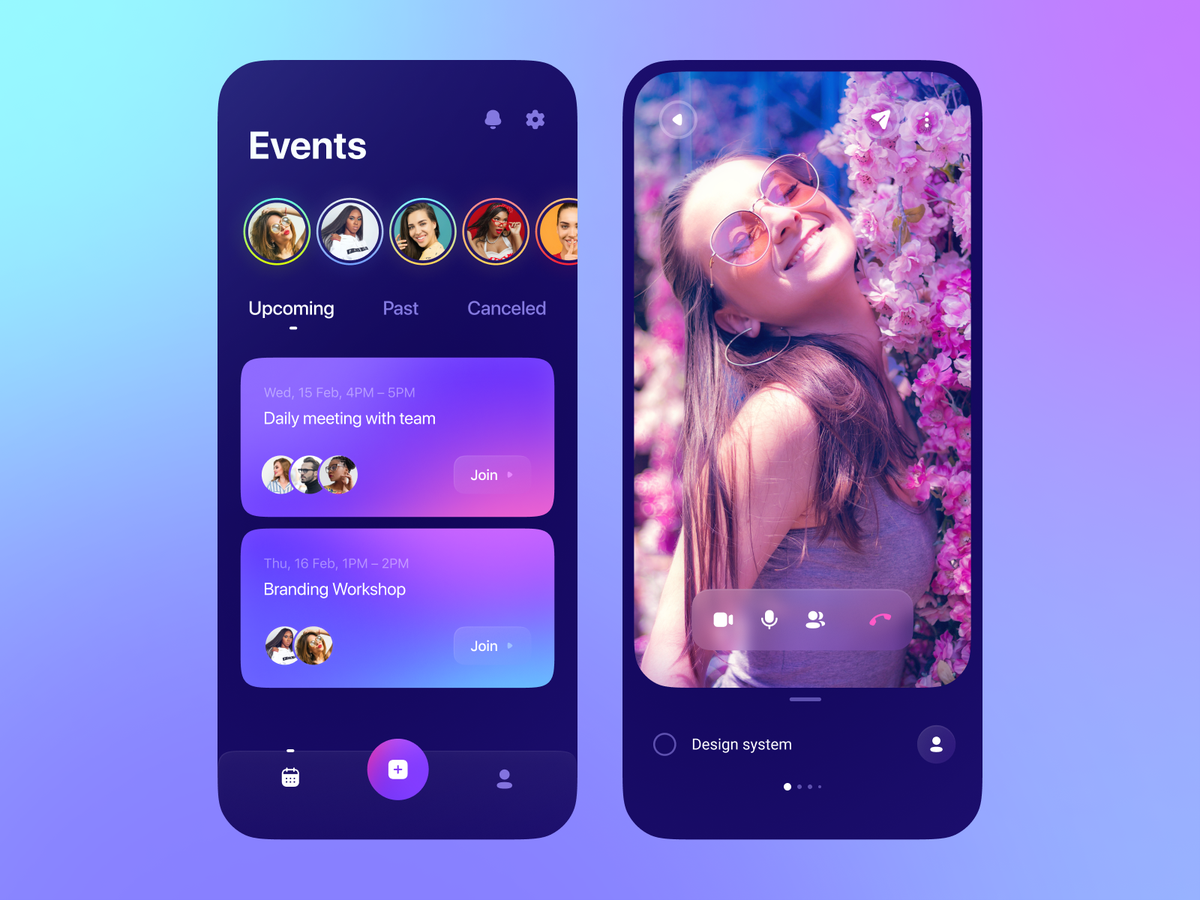 Events
Upcoming
Past
Canceled
Wed, 15 Feb, 4PM – 5PM
Daily meeting with team
Join
Thu, 16 Feb, 1PM – 2PM
Branding Workshop
Join
Design system